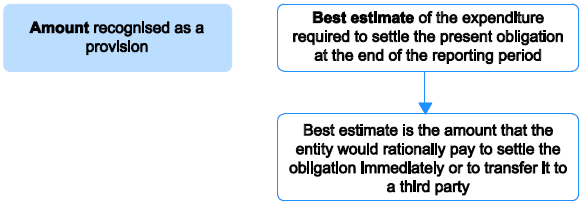 Amount recognised as a
provision
Best estimate of the expenditure
required to settle the present obligation
at the end of the reporting period
Best estimate is the amount that the
entity would rationally pay to settle the
obligation immediately or to transfer it to
a third party